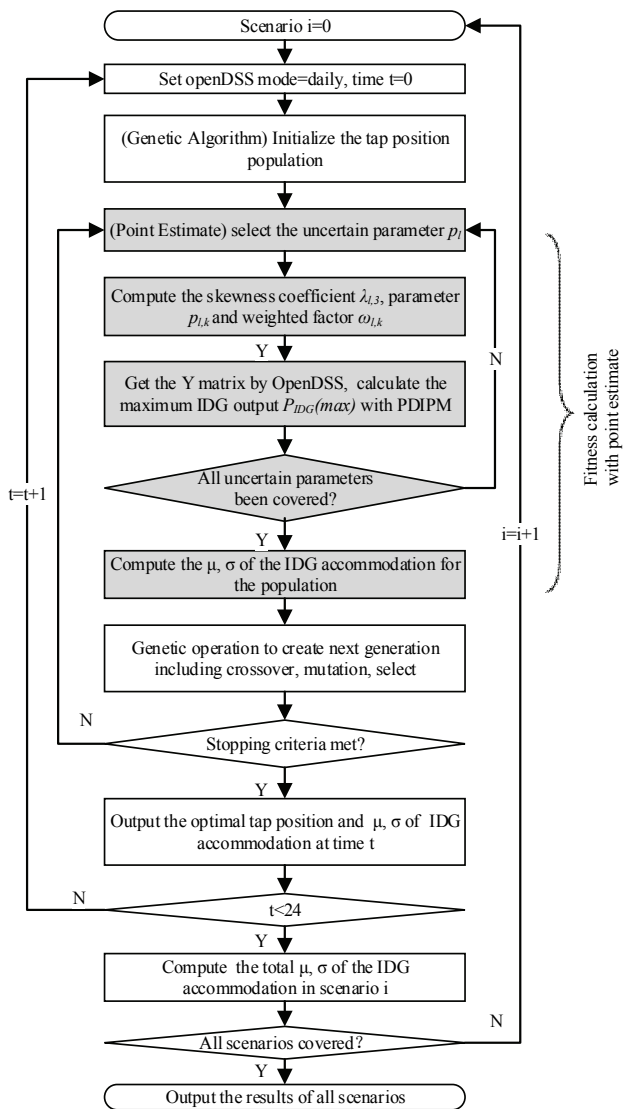 Scenario i=0
Set openDSS mode=daily, time t=0
(Genetic Algorithm) Initialize the tap position
population
(Point Estimate) select the uncertain parameter pl
Compute the skewness coefficient λl,3, parameter
pl,k and weighted factor ωl,k
Y
N
Get the Y matrix by OpenDSS, calculate the
maximum IDG output PIDG(max) with PDIPM
All uncertain parameters
been covered?
t=t+1
i=i+1
Fitness calculation
with point estimate
Y
Compute the μ, σ of the IDG accommodation for
the population
Genetic operation to create next generation
including crossover, mutation, select
N
Stopping criteria met?
Y
Output the optimal tap position and μ, σ of IDG
accommodation at time t
N
t<24
Y
Compute the total μ, σ of the IDG
accommodation in scenario i
N
All scenarios covered?
Y
Output the results of all scenarios